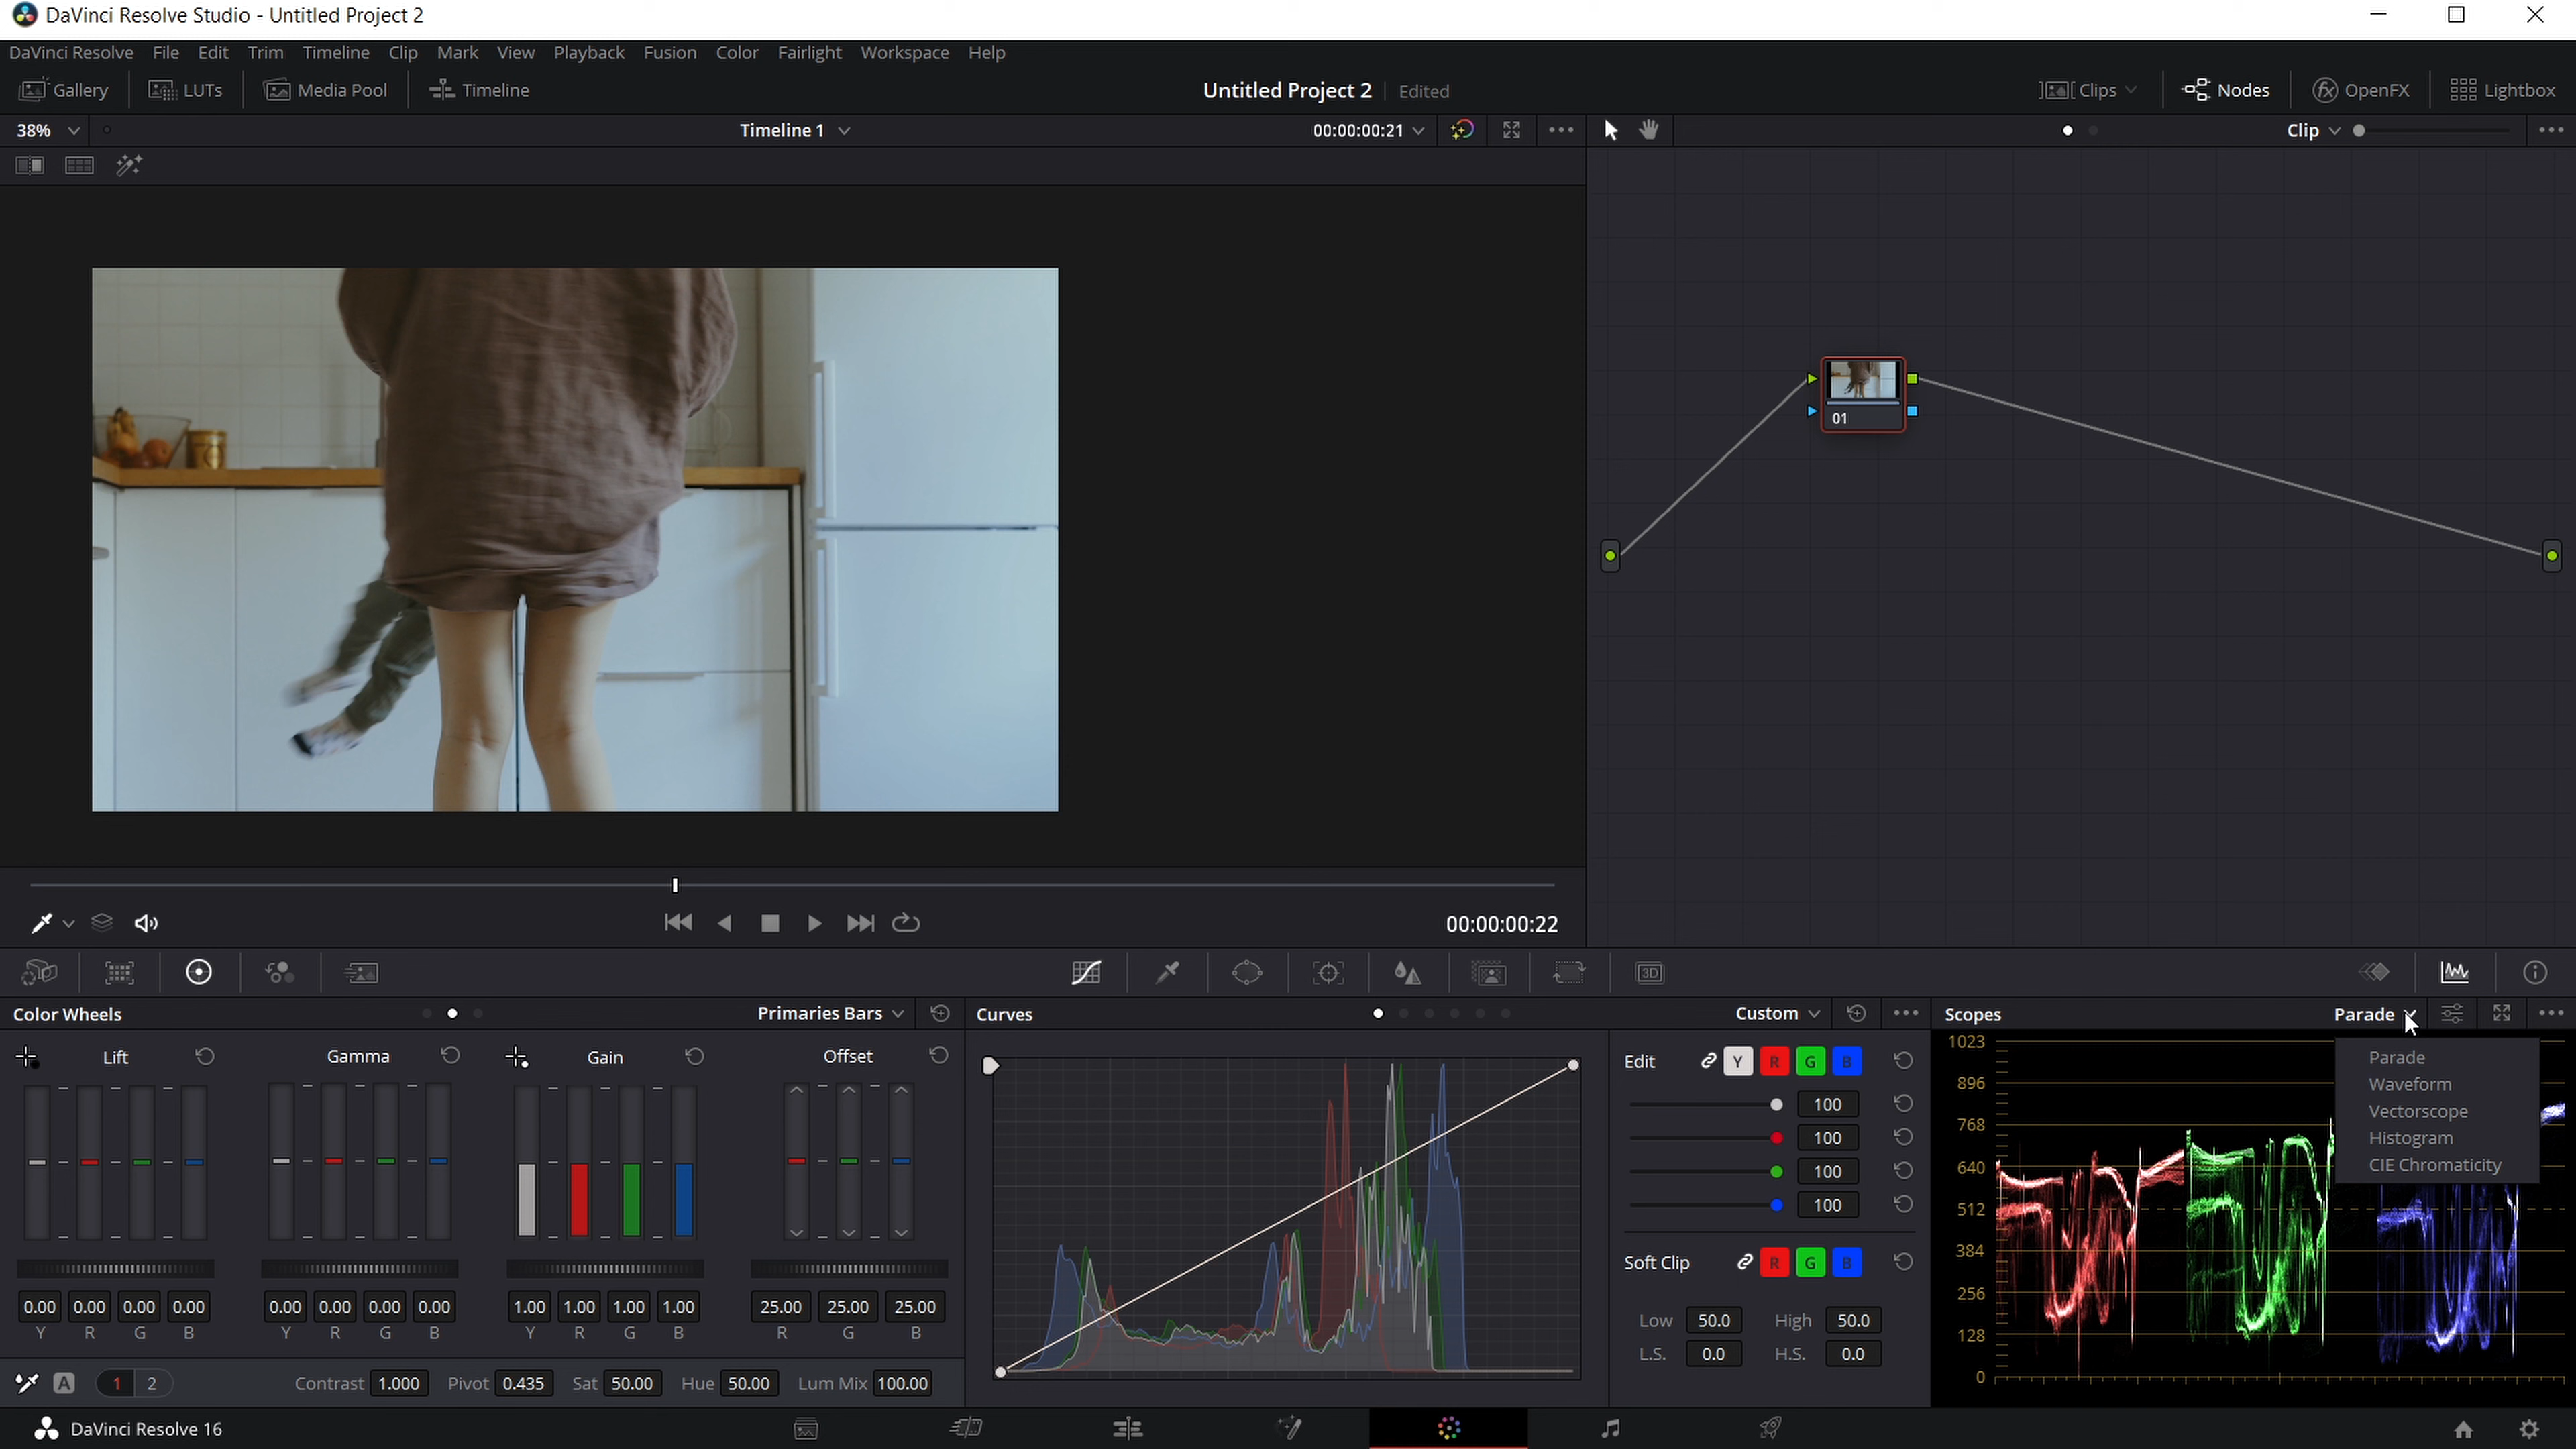 DaVinci Resolve Studio - Untitled Project 2
DaVinci Resolve File Edit Trim Timeline Clip Mark View Playback Fusion Color Fairlight Workspace Help
Gallery LUTs Media Pool Timeline Untitled Project 2 Edited Clips Nodes OpenFX Lightbox
38% Timeline 1 00:00:00:21 Clip
01
00:00:00:22
3D
Color Wheels Primaries Bars Curves Custom Scopes Parade
Lift Gamma Gain Offset
Edit Y R G B
100
100
100
100
Soft Clip R G B
Low 50.0 High 50.0
L.S. 0.0 H.S. 0.0
1023
896
768
640
512
384
256
128
0
Parade
Waveform
Vectorscope
Histogram
CIE Chromaticity
0.00 0.00 0.00 0.00 0.00 0.00 0.00 0.00 1.00 1.00 1.00 1.00 25.00 25.00 25.00
Y R G B Y R G B Y R G B R G B
A 1 2 Contrast 1.000 Pivot 0.435 Sat 50.00 Hue 50.00 Lum Mix 100.00
DaVinci Resolve 16